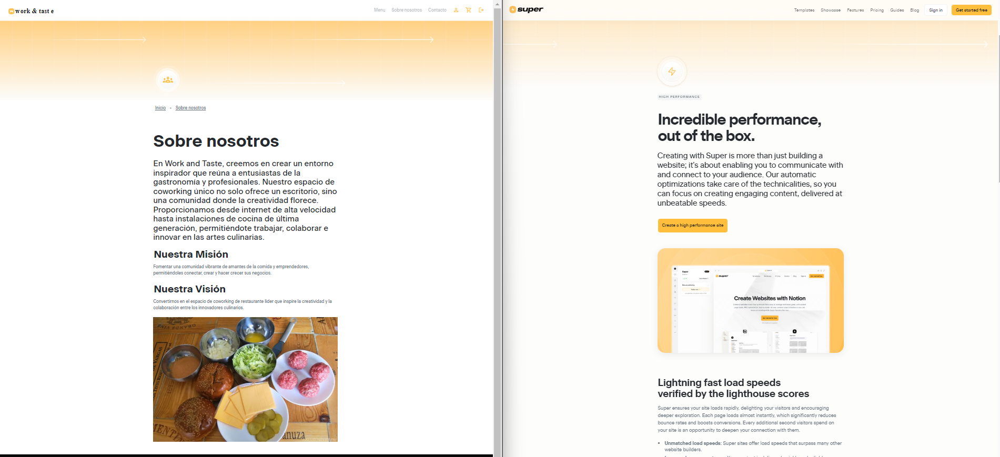 work & tast e
Menu
Sobre nosotros
Contacto
Inicio - Sobre nosotros
Sobre nosotros
En Work and Taste, creemos en crear un entorno
inspirador que reúna a entusiastas de la
gastronomía y profesionales. Nuestro espacio de
coworking único no solo ofrece un escritorio, sino
una comunidad donde la creatividad florece.
Proporcionamos desde internet de alta velocidad
hasta instalaciones de cocina de última
generación, permitiéndote trabajar, colaborar e
innovar en las artes culinarias.
Nuestra Misión
Fomentar una comunidad vibrante de amantes de la comida y emprendedores,
permitiéndoles conectar, crear y hacer crecer sus negocios.
Nuestra Visión
Convertirnos en el espacio de coworking de restaurante líder que inspire la creatividad y la
colaboración entre los innovadores culinarios.
super
Templates
Showcase
Features
Pricing
Guides
Blog
Sign in
Get started free
HIGH PERFORMANCE
Incredible performance,
out of the box.
Creating with Super is more than just building a
website; it's about enabling you to communicate with
and connect to your audience. Our automatic
optimizations take care of the technicalities, so you
can focus on creating engaging content, delivered at
unbeatable speeds.
Create a high performance site
super
Create Websites with Notion
Lightning fast load speeds
verified by the lighthouse scores
Super ensures your site loads rapidly, delighting your visitors and encouraging
deeper exploration. Each page loads almost instantly, which significantly reduces
bounce rates and boosts conversions. Every additional second visitors spend on
your site is an opportunity to deepen your connection with them.
• Unmatched load speeds: Super sites offer load speeds that surpass many other
website builders.